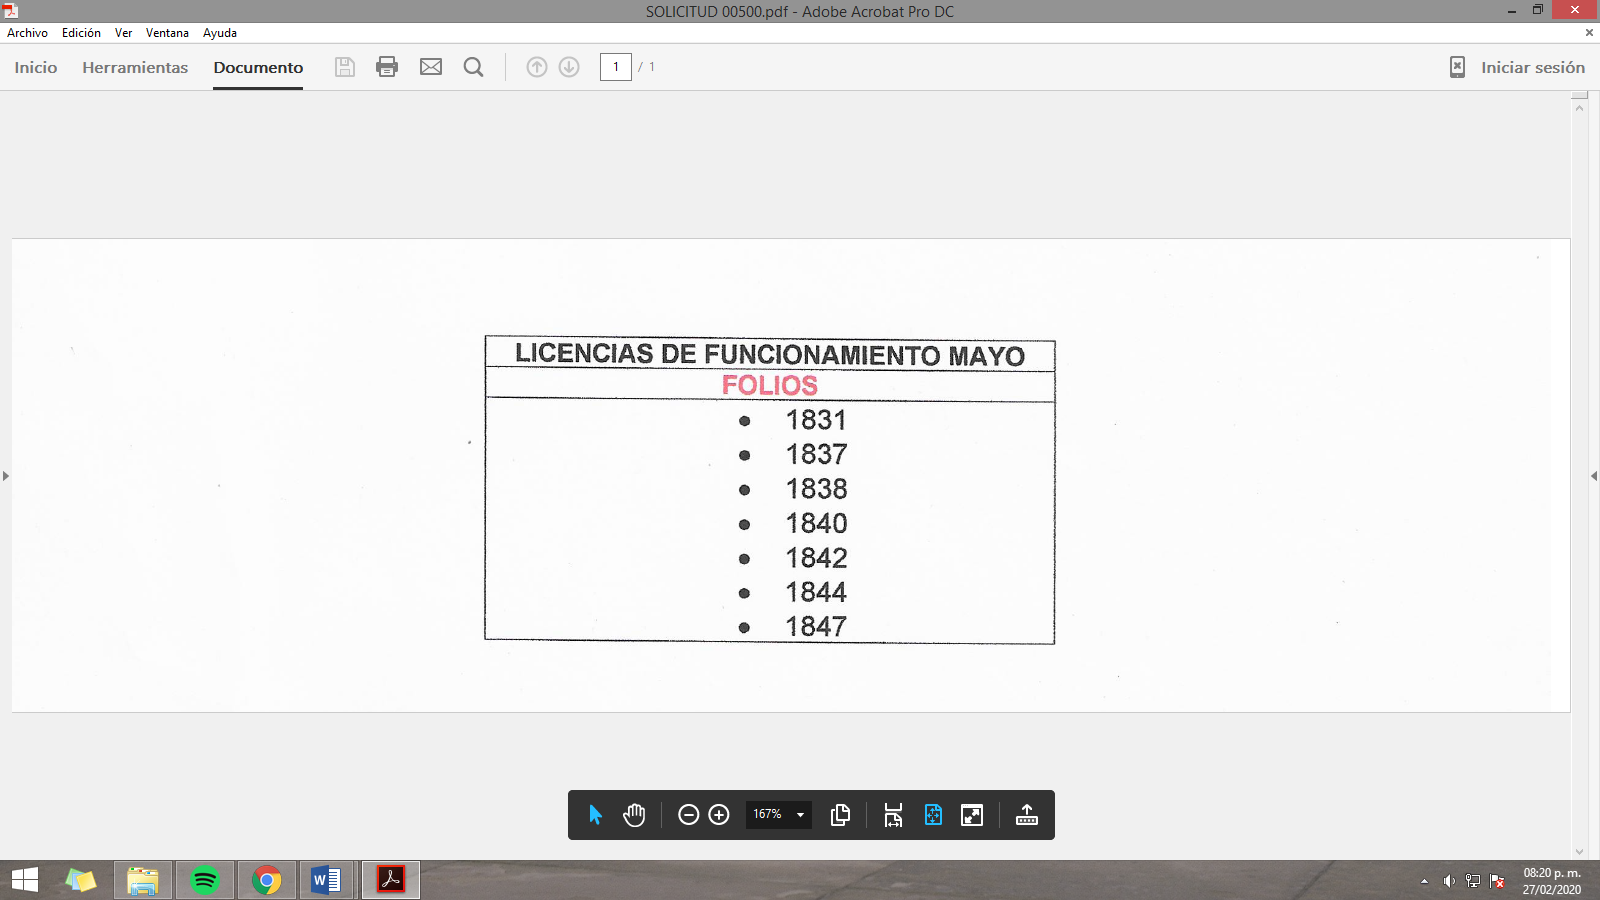 SOLICITUD 00500.pdf - Adobe Acrobat Pro DC
Archivo Edición Ver Ventana Ayuda
Inicio Herramientas Documento 1 / 1 Iniciar sesión
LICENCIAS DE FUNCIONAMIENTO MAYO
FOLIOS
• 1831
• 1837
• 1838
• 1840
• 1842
• 1844
• 1847
167%
08:20 p. m.
27/02/2020